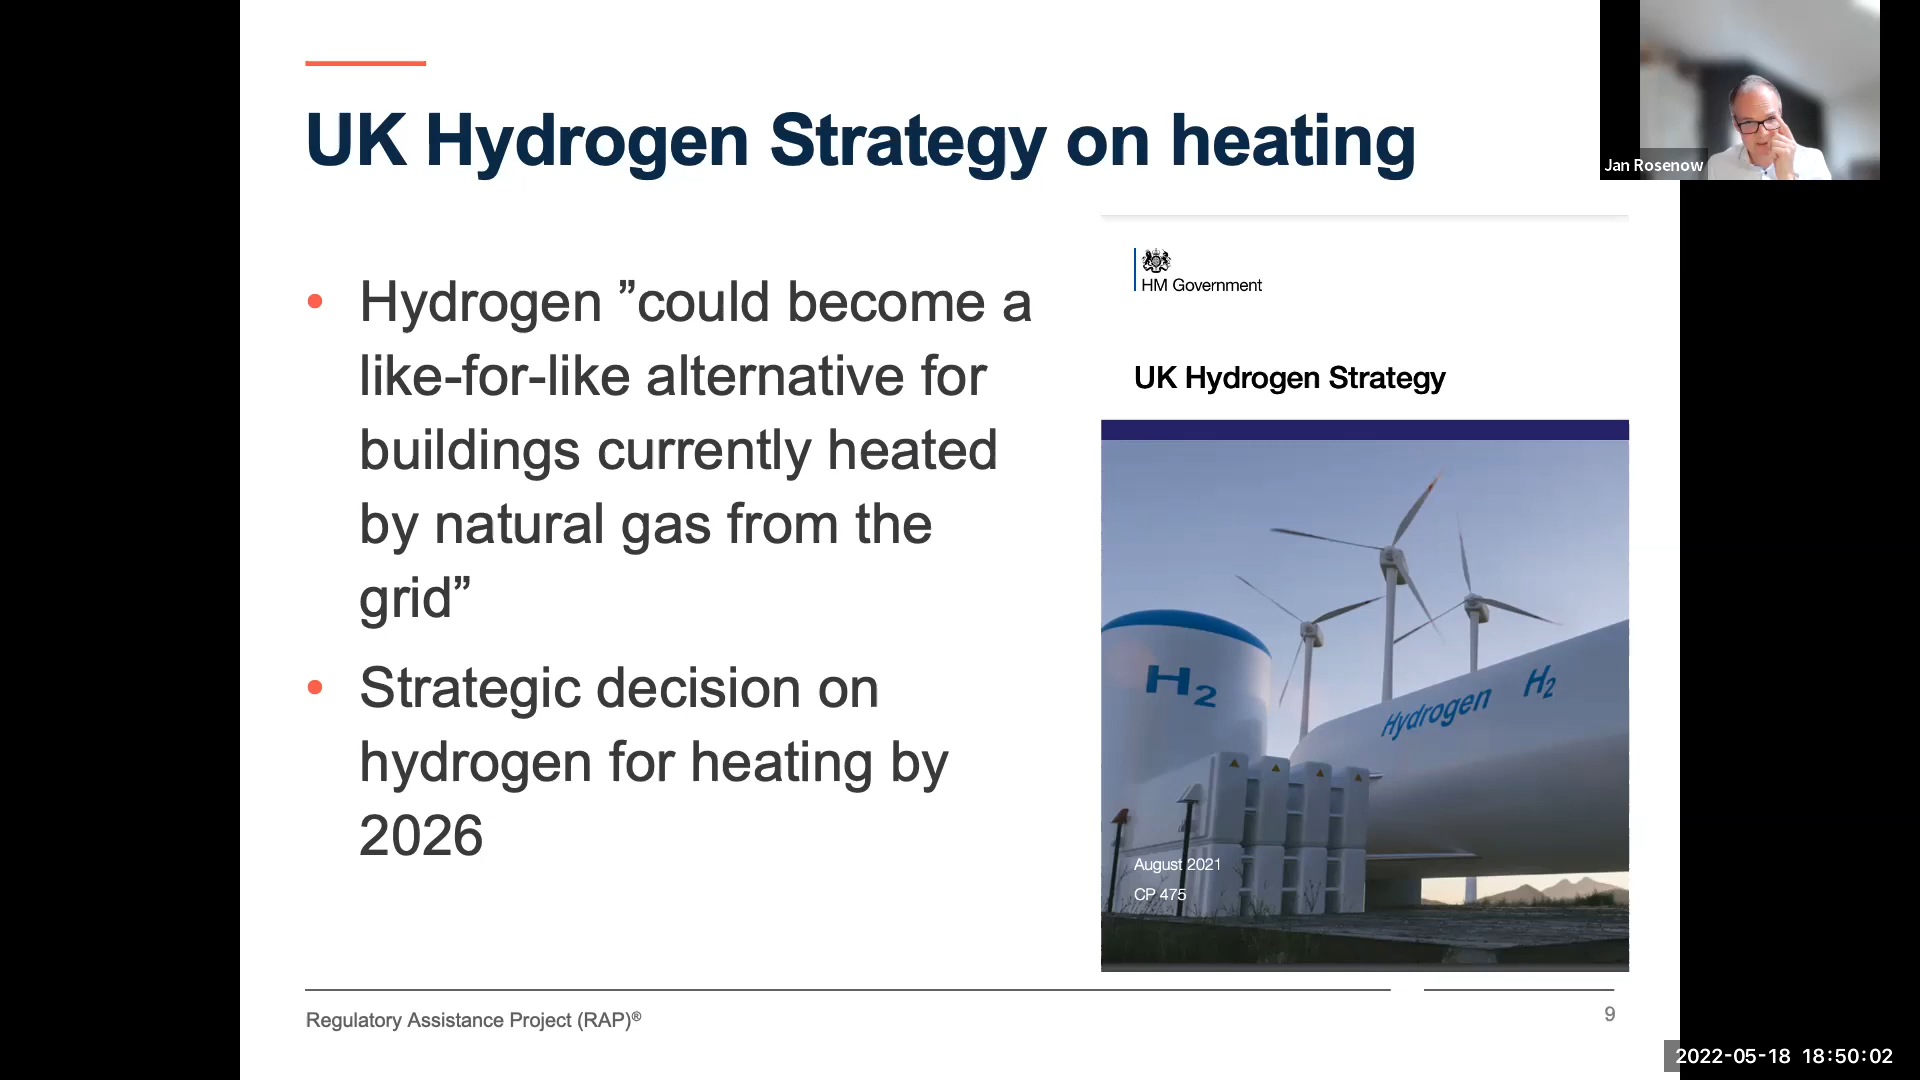 UK Hydrogen Strategy on heating
Jan Rosenow
• Hydrogen ”could become a
like-for-like alternative for
buildings currently heated
by natural gas from the
grid”
• Strategic decision on
hydrogen for heating by
2026
HM Government
UK Hydrogen Strategy
H2
Hydrogen H2
August 2021
CP 475
Regulatory Assistance Project (RAP)®
9
2022-05-18 18:50:02